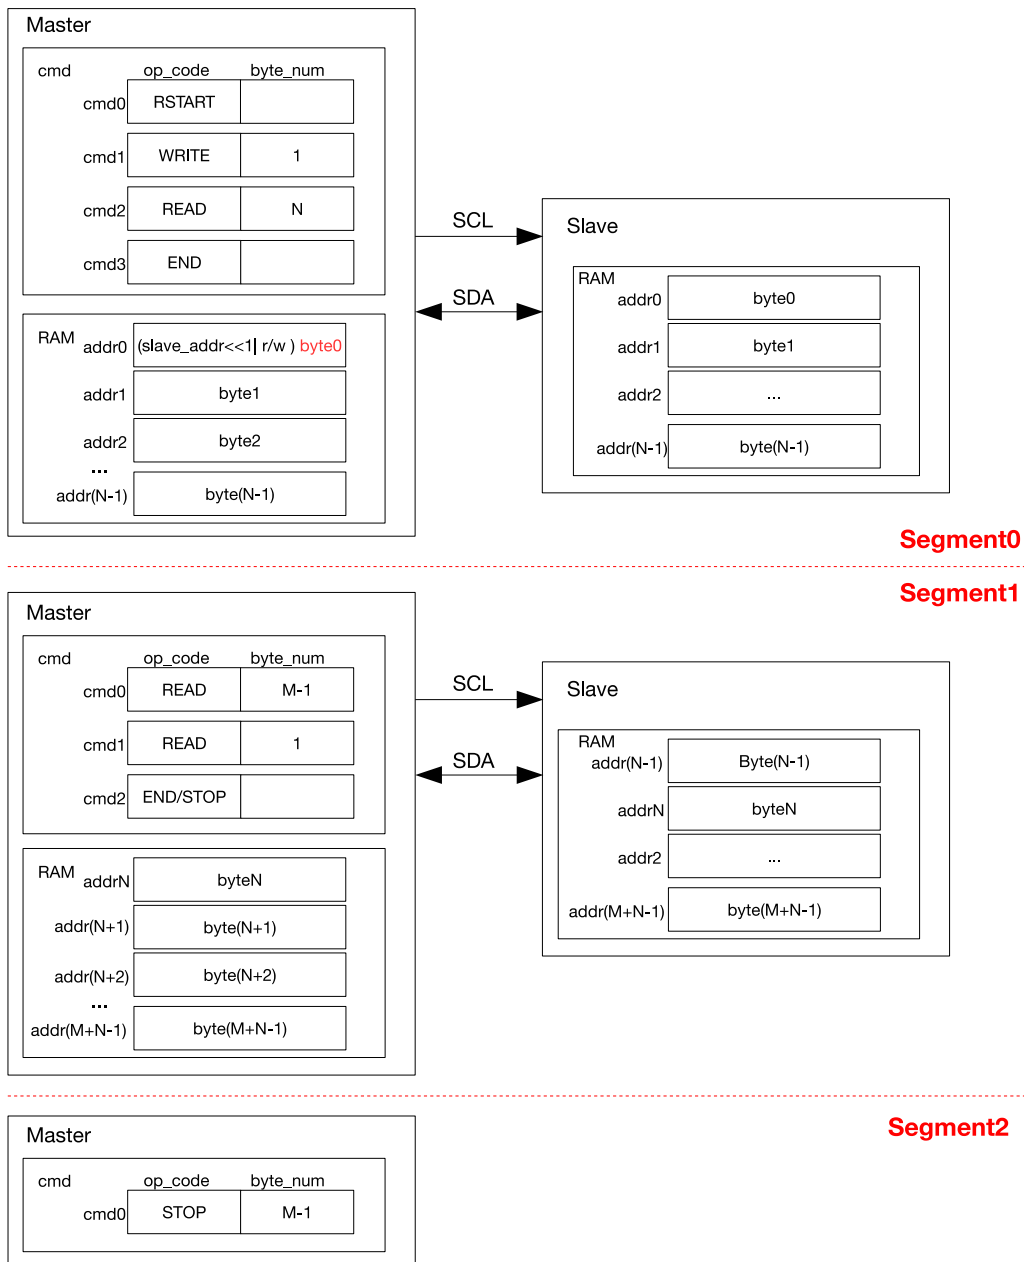 Master
cmd op_code byte_num
cmd0 RSTART
cmd1 WRITE 1
cmd2 READ N
cmd3 END
RAM addr0 (slave_addr<<1| r/w ) byte0
addr1 byte1
addr2 byte2
...
addr(N-1) byte(N-1)
SCL
SDA
Slave
RAM
addr0 byte0
addr1 byte1
addr2 ...
addr(N-1) byte(N-1)
Segment0
Segment1
Master
cmd op_code byte_num
cmd0 READ M-1
cmd1 READ 1
cmd2 END/STOP
RAM addrN byteN
addr(N+1) byte(N+1)
addr(N+2) byte(N+2)
...
addr(M+N-1) byte(M+N-1)
SCL
SDA
Slave
RAM
addr(N-1) Byte(N-1)
addrN byteN
addr2 ...
addr(M+N-1) byte(M+N-1)
Segment2
Master
cmd op_code byte_num
cmd0 STOP M-1